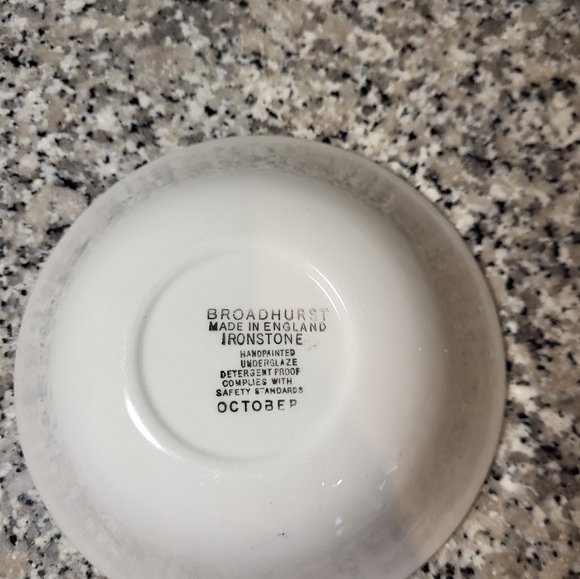 BROADHURST
MADE IN ENGLAND
IRONSTONE
HANDPAINTED
UNDERGLAZE
DETERGENT PROOF
COMPLIES WITH
SAFETY STANDARDS
OCTOBER